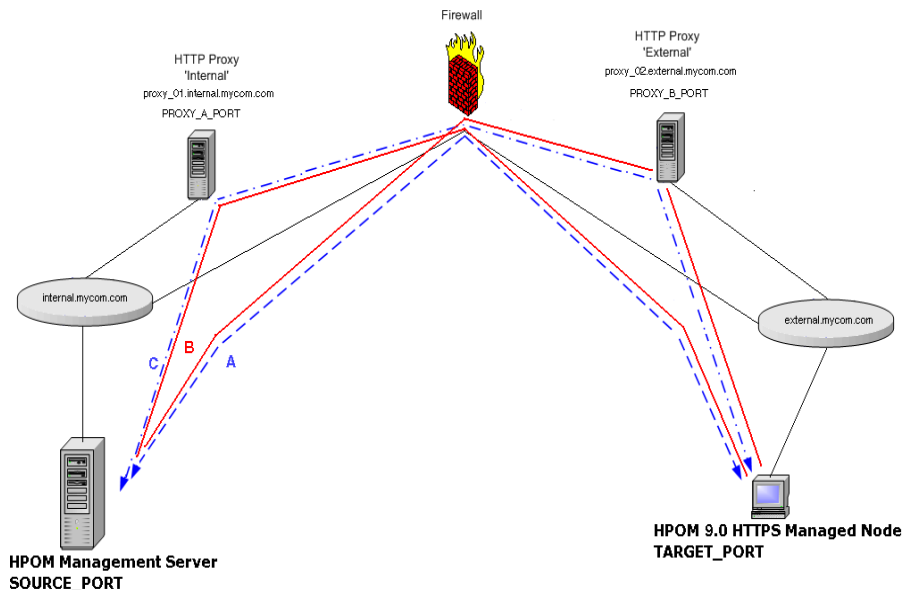 Firewall
HTTP Proxy
'Internal'
proxy_01.internal.mycom.com
PROXY_A_PORT
HTTP Proxy
'External'
proxy_02.external.mycom.com
PROXY_B_PORT
internal.mycom.com
external.mycom.com
C
B
A
HPOM Management Server
SOURCE_PORT
HPOM 9.0 HTTPS Managed Node
TARGET_PORT